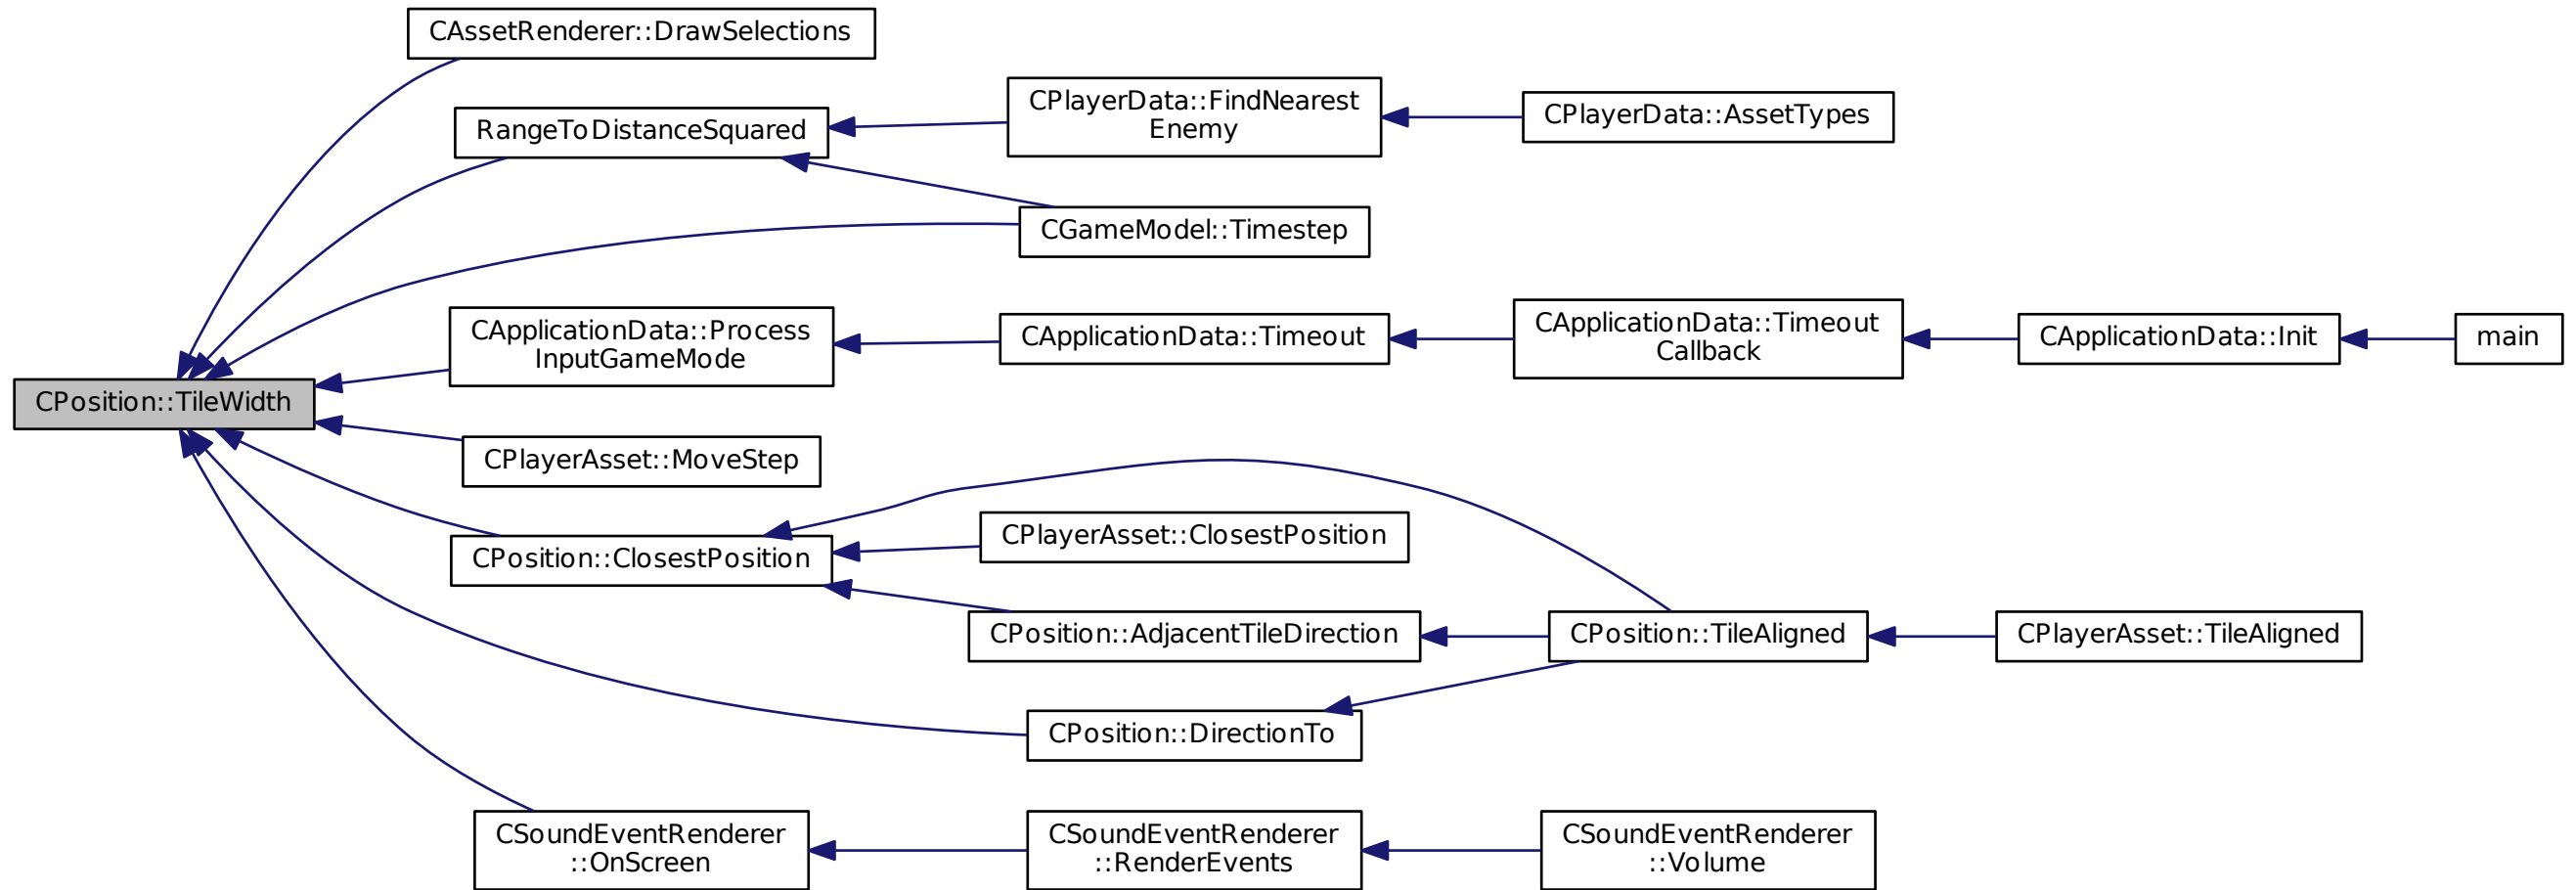 CAssetRenderer::DrawSelections
RangeToDistanceSquared
CPlayerData::FindNearest
Enemy
CPlayerData::AssetTypes
CGameModel::Timestep
CApplicationData::Process
InputGameMode
CApplicationData::Timeout
CApplicationData::Timeout
Callback
CApplicationData::Init
main
CPosition::TileWidth
CPlayerAsset::MoveStep
CPosition::ClosestPosition
CPlayerAsset::ClosestPosition
CPosition::AdjacentTileDirection
CPosition::TileAligned
CPlayerAsset::TileAligned
CPosition::DirectionTo
CSoundEventRenderer
::OnScreen
CSoundEventRenderer
::RenderEvents
CSoundEventRenderer
::Volume